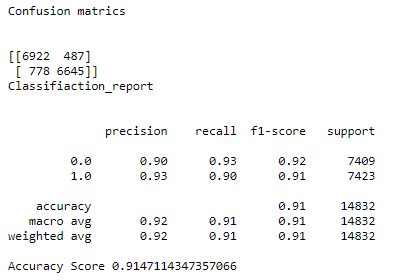 Confusion matrics
[[6922  487]
 [ 778 6645]]
Classifiaction_report
precision    recall  f1-score   support
0.0       0.90      0.93      0.92      7409
1.0       0.93      0.90      0.91      7423
accuracy                           0.91     14832
macro avg       0.92      0.91      0.91     14832
weighted avg       0.92      0.91      0.91     14832
Accuracy Score 0.9147114347357066